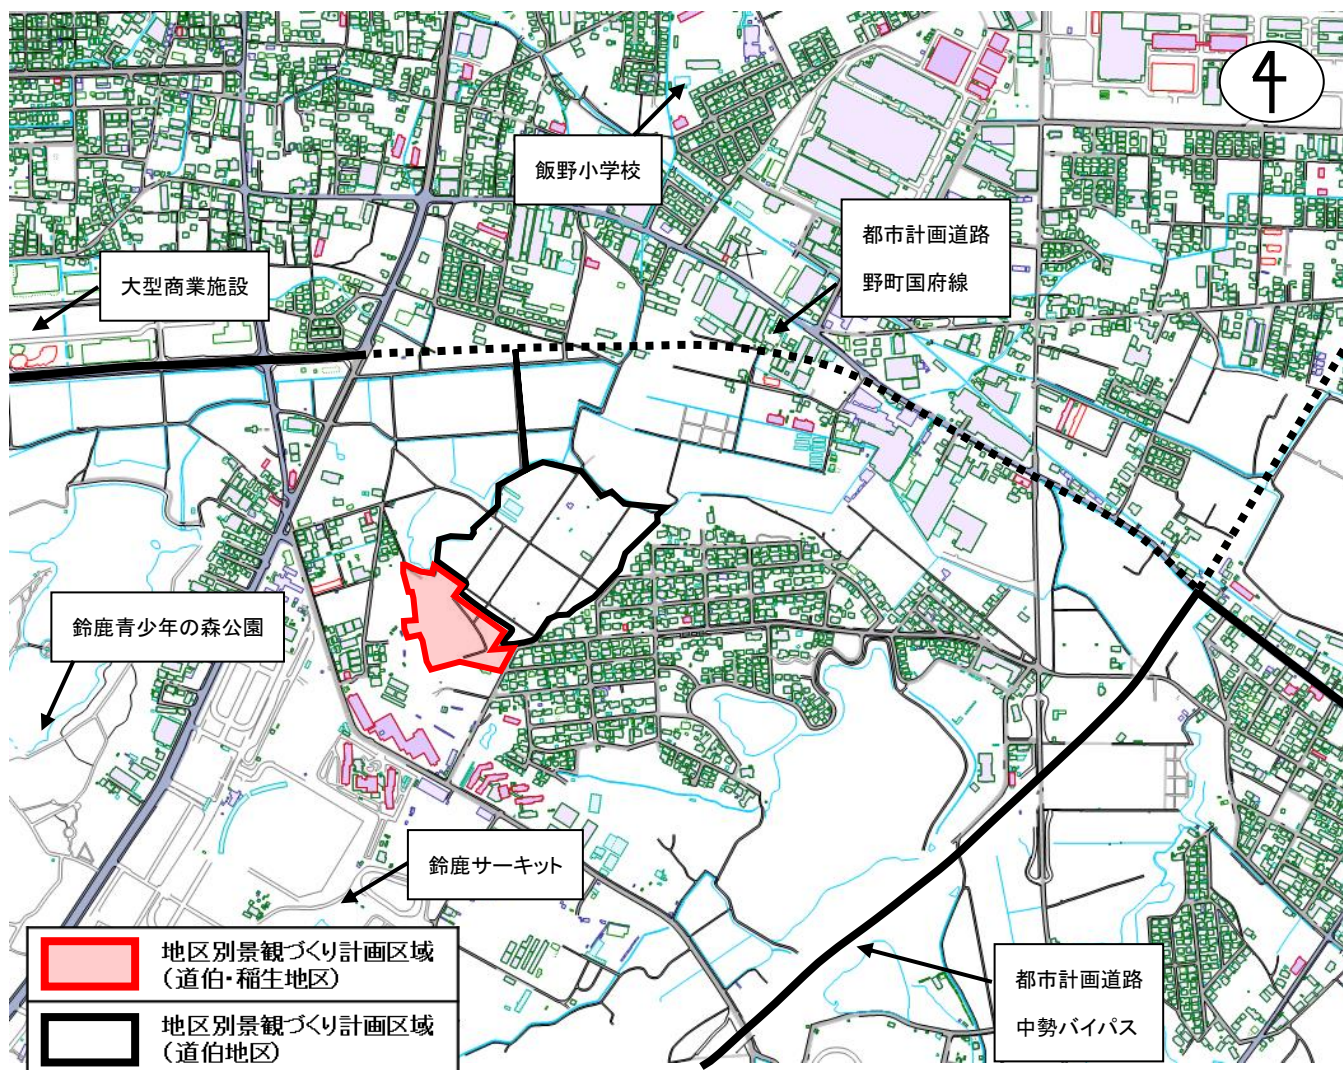 飯野小学校
都市計画道路
野町国府線
大型商業施設
鈴鹿青少年の森公園
鈴鹿サーキット
都市計画道路
中勢バイパス
地区別景観づくり計画区域
(道伯・稲生地区)
地区別景観づくり計画区域
(道伯地区)